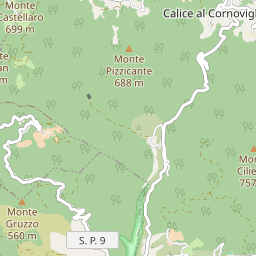 Monte
Castellaro
699 m
Calice al Cornovigl
Monte
Pizzicante
688 m
Monte
Cilie
757
Monte
Gruzzo
560 m
S. P. 9